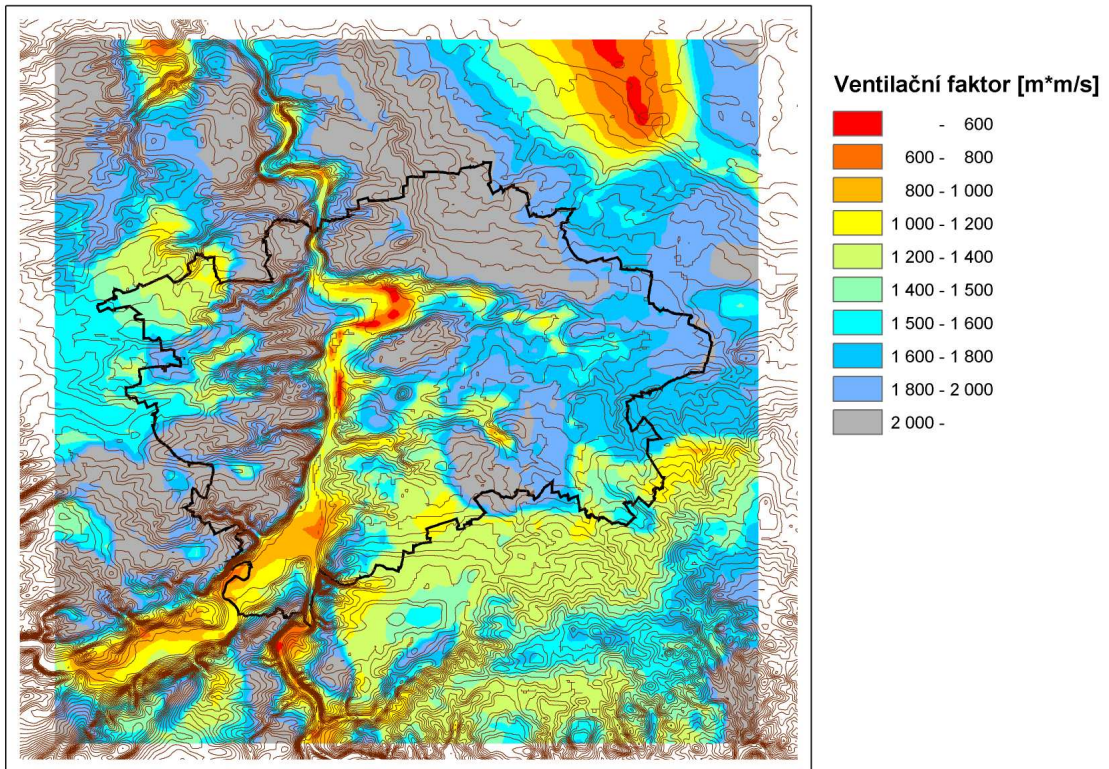 Ventilační faktor [m*m/s]
- 600
600 - 800
800 - 1 000
1 000 - 1 200
1 200 - 1 400
1 400 - 1 500
1 500 - 1 600
1 600 - 1 800
1 800 - 2 000
2 000 -